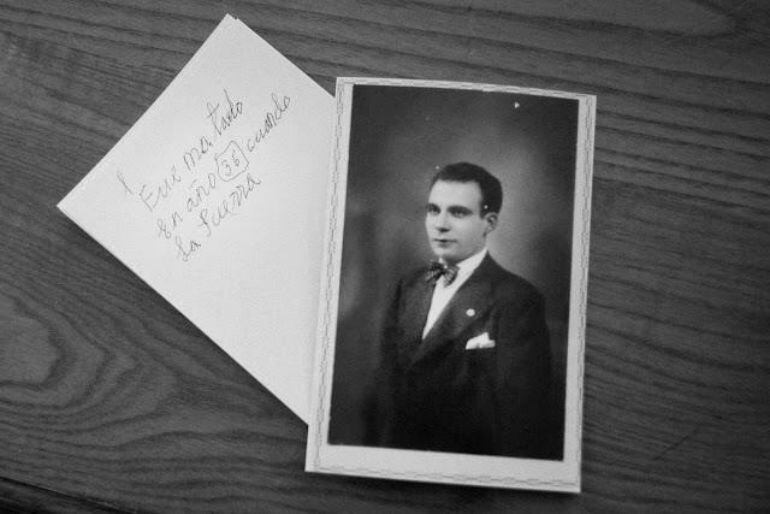 Fue matado
En año 36 cuando
La Guerra